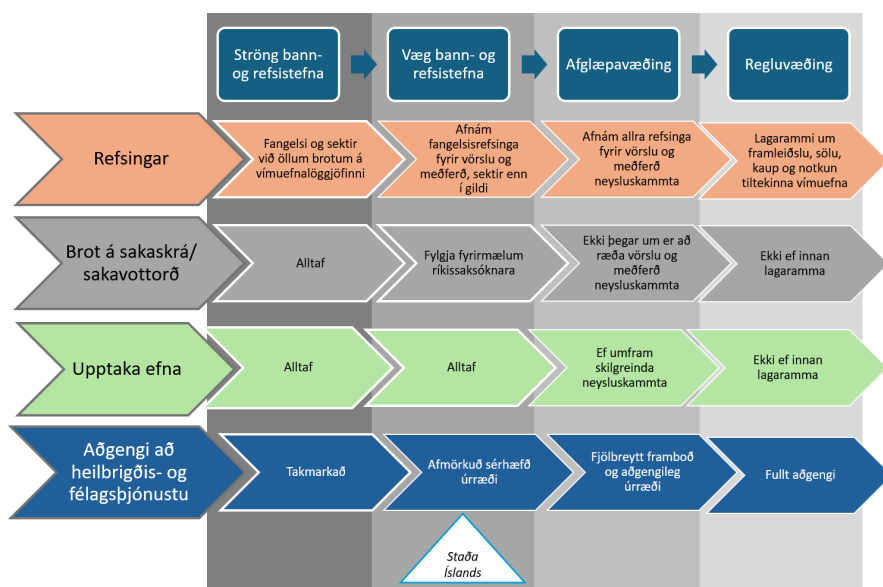 Ströng bann-
og refsistefna
Væg bann- og
refsistefna
Afglæpavæðing
Regluvæðing
Refsingar
Fangelsi og sektir
við öllum brotum á
vímuefnalöggjöfinni
Afnám
fangelsisrefsinga
fyrir vörslu og
meðferð, sektir enn
í gildi
Afnám allra refsinga
fyrir vörslu og
meðferð
neysluskammta
Lagarammi um
framleiðslu, sölu,
kaup og notkun
tiltekinna vímuefna
Brot á sakaskrá/
sakavottorð
Alltaf
Fylgja fyrirmælum
ríkissaksóknara
Ekki þegar um er að
ræða vörslu og
meðferð
neysluskammta
Ekki ef innan
lagaramma
Upptaka efna
Alltaf
Alltaf
Ef umfram
skilgreinda
neysluskammta
Ekki ef innan
lagaramma
Aðgengi að
heilbrigðis- og
félagsþjónustu
Takmarkað
Afmörkuð sérhæfð
úrræði
Fjölbreytt framboð
og aðgengileg
úrræði
Fullt aðgengi
Staða
Íslands